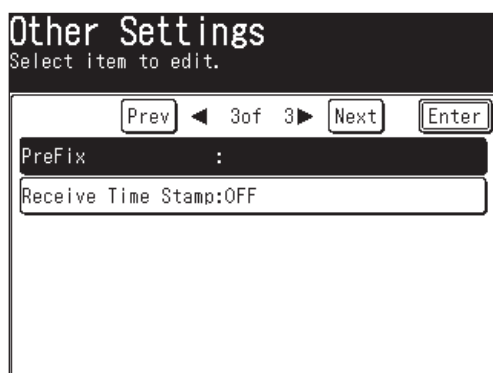 Other Settings
Select item to edit.
Prev ◀ 3of 3▶ Next Enter
PreFix :
Receive Time Stamp:OFF